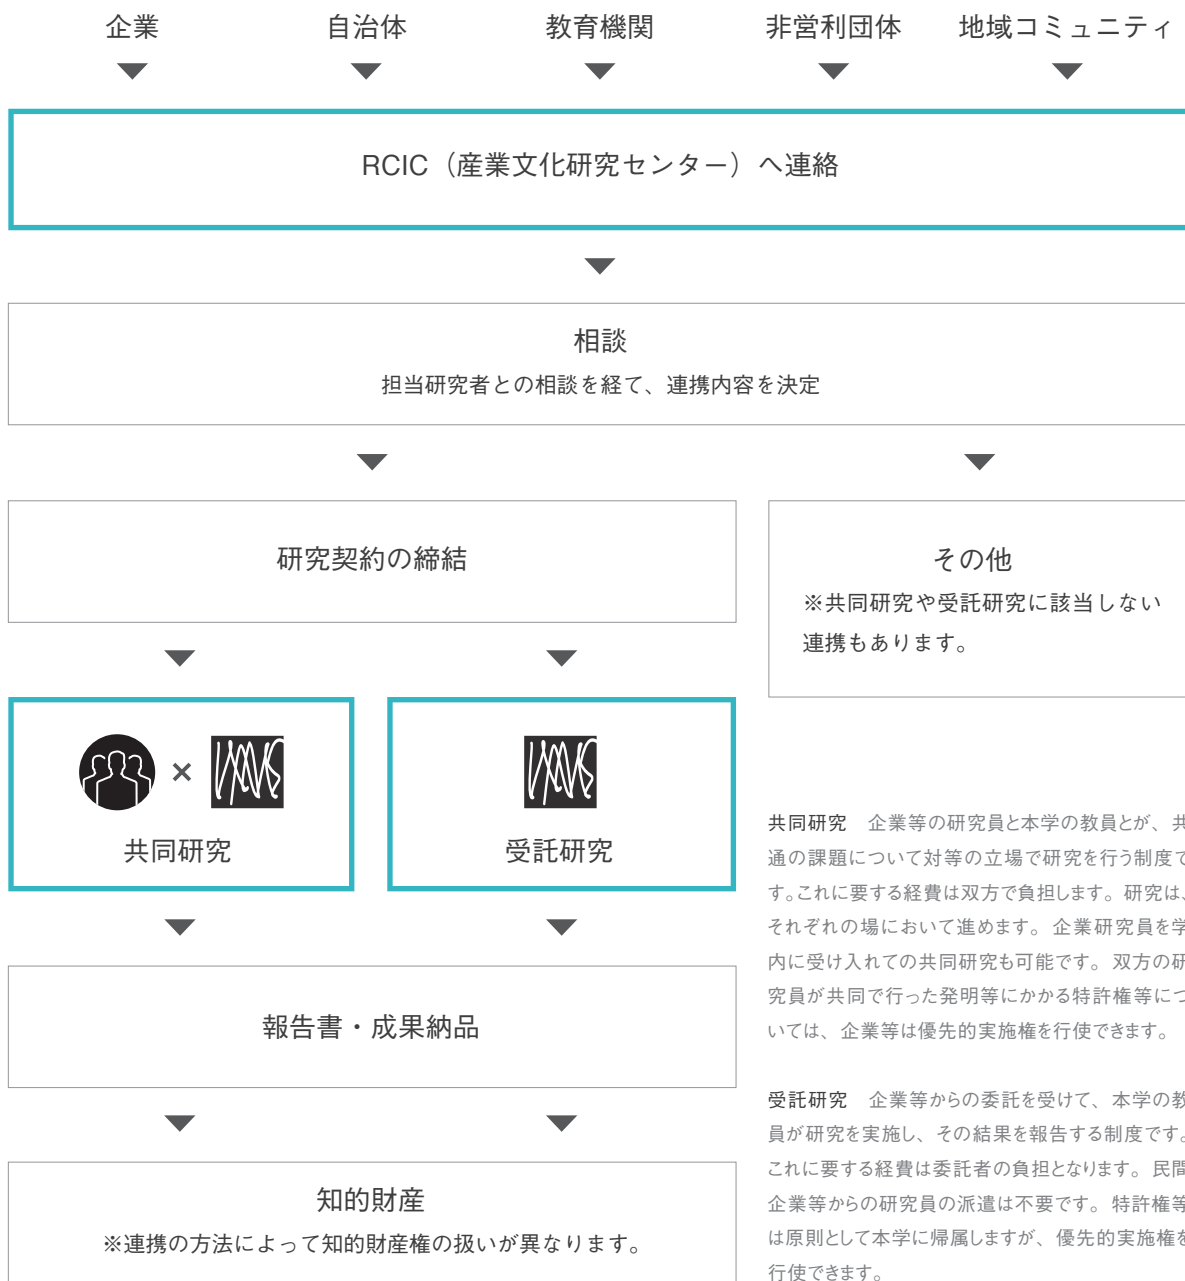 企業 自治体 教育機関 非営利団体 地域コミュニティ
RCIC（産業文化研究センター）へ連絡
相談
担当研究者との相談を経て、連携内容を決定
研究契約の締結
その他
※共同研究や受託研究に該当しない
連携もあります。
×
共同研究
受託研究
報告書・成果納品
知的財産
※連携の方法によって知的財産権の扱いが異なります。
共同研究　企業等の研究員と本学の教員とが、共
通の課題について対等の立場で研究を行う制度で
す。これに要する経費は双方で負担します。研究は、
それぞれの場において進めます。企業研究員を学
内に受け入れての共同研究も可能です。双方の研
究員が共同で行った発明等にかかる特許権等につ
いては、企業等は優先的実施権を行使できます。
受託研究　企業等からの委託を受けて、本学の教
員が研究を実施し、その結果を報告する制度です。
これに要する経費は委託者の負担となります。民間
企業等からの研究員の派遣は不要です。特許権等
は原則として本学に帰属しますが、優先的実施権を
行使できます。